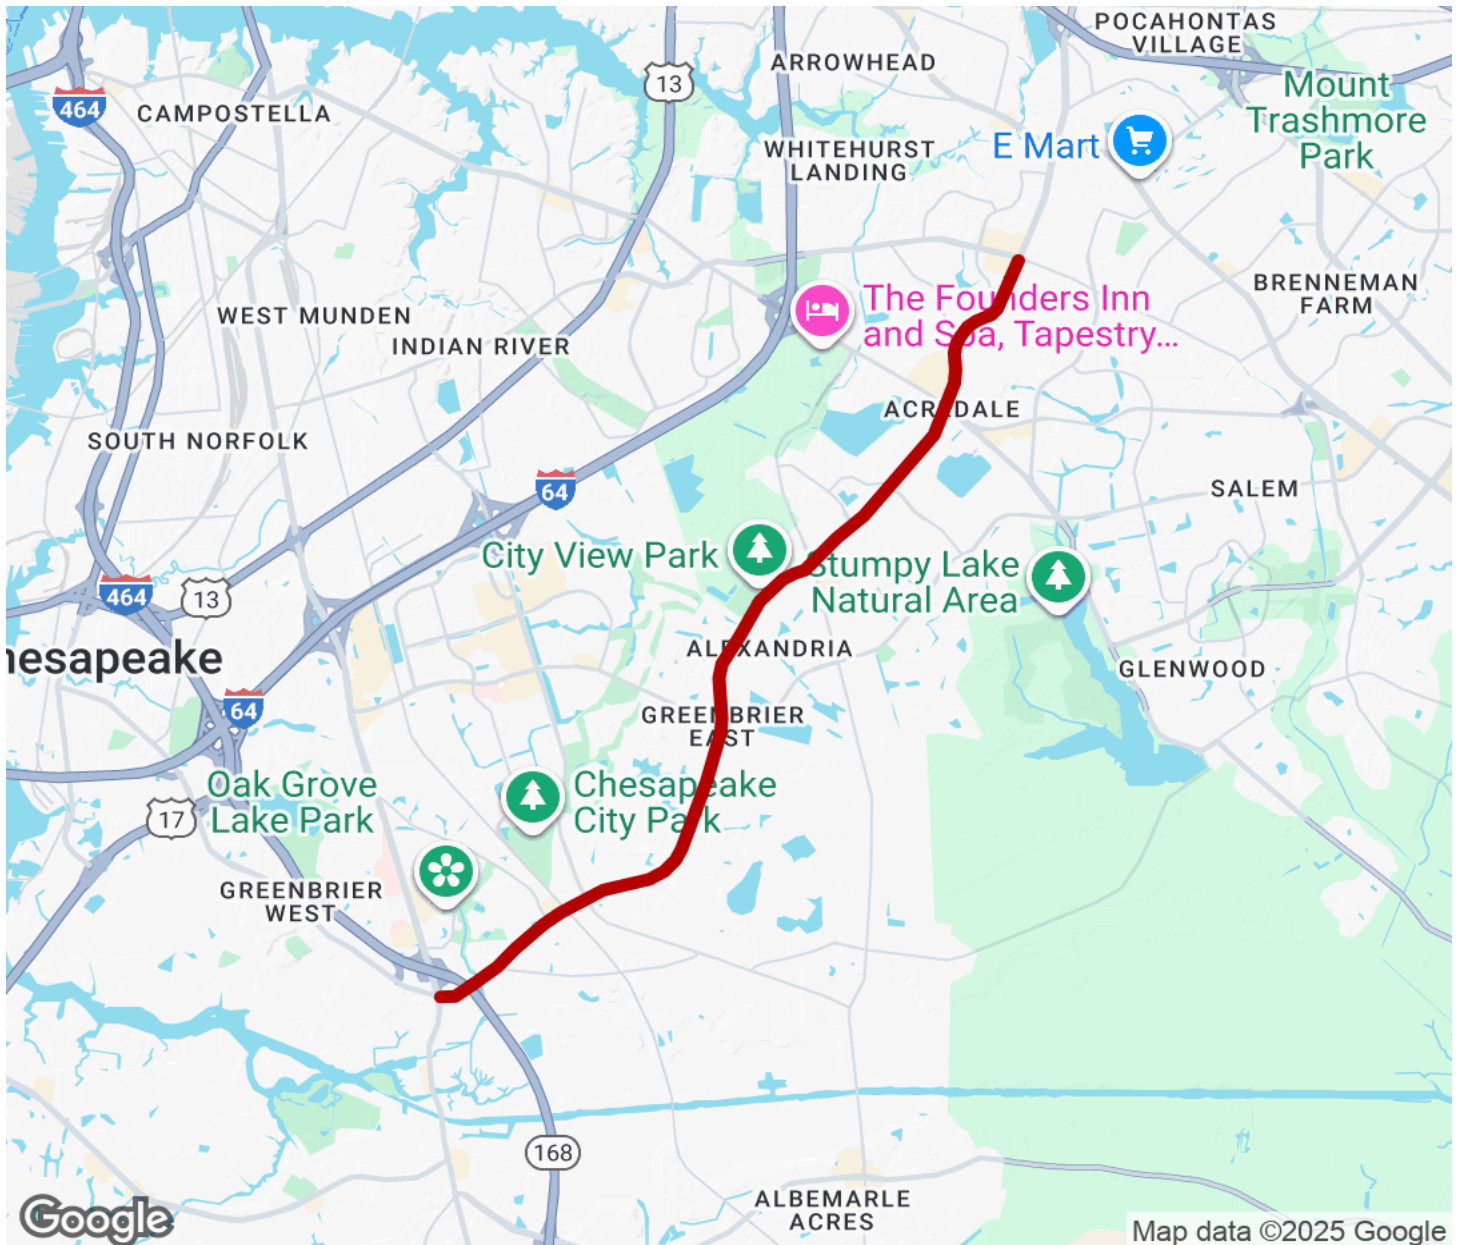 POCAHONTAS
VILLAGE
ARROWHEAD
13
464
CAMPOSTELLA
Mount
Trashmore
Park
E Mart
WHITEHURST
LANDING
BRENNEMAN
FARM
The Founders Inn
and Spa, Tapestry...
WEST MUNDEN
INDIAN RIVER
ACREDALE
SOUTH NORFOLK
64
SALEM
City View Park
Stumpy Lake
Natural Area
464
13
hesapeake
ALEXANDRIA
GLENWOOD
64
GREENBRIER
EAST
Oak Grove
Lake Park
17
Chesapeake
City Park
GREENBRIER
WEST
168
ALBEMARLE
ACRES
Google
Map data ©2025 Google